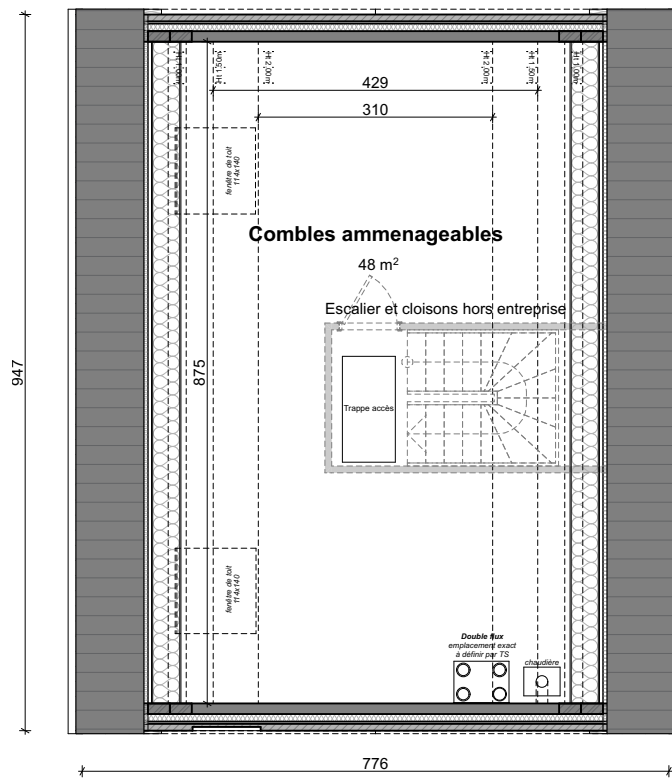 Ht 1.00m
Ht 1.50m
Ht 2.00m
Ht 2.00m
Ht 1.50m
Ht 1.00m
429
310
fenêtre de toit
114x140
Combles ammenageables
48 m²
Escalier et cloisons hors entreprise
947
875
Trappe accès
fenêtre de toit
114x140
Double flux
emplacement exact
à définir par TS
chaudière
776